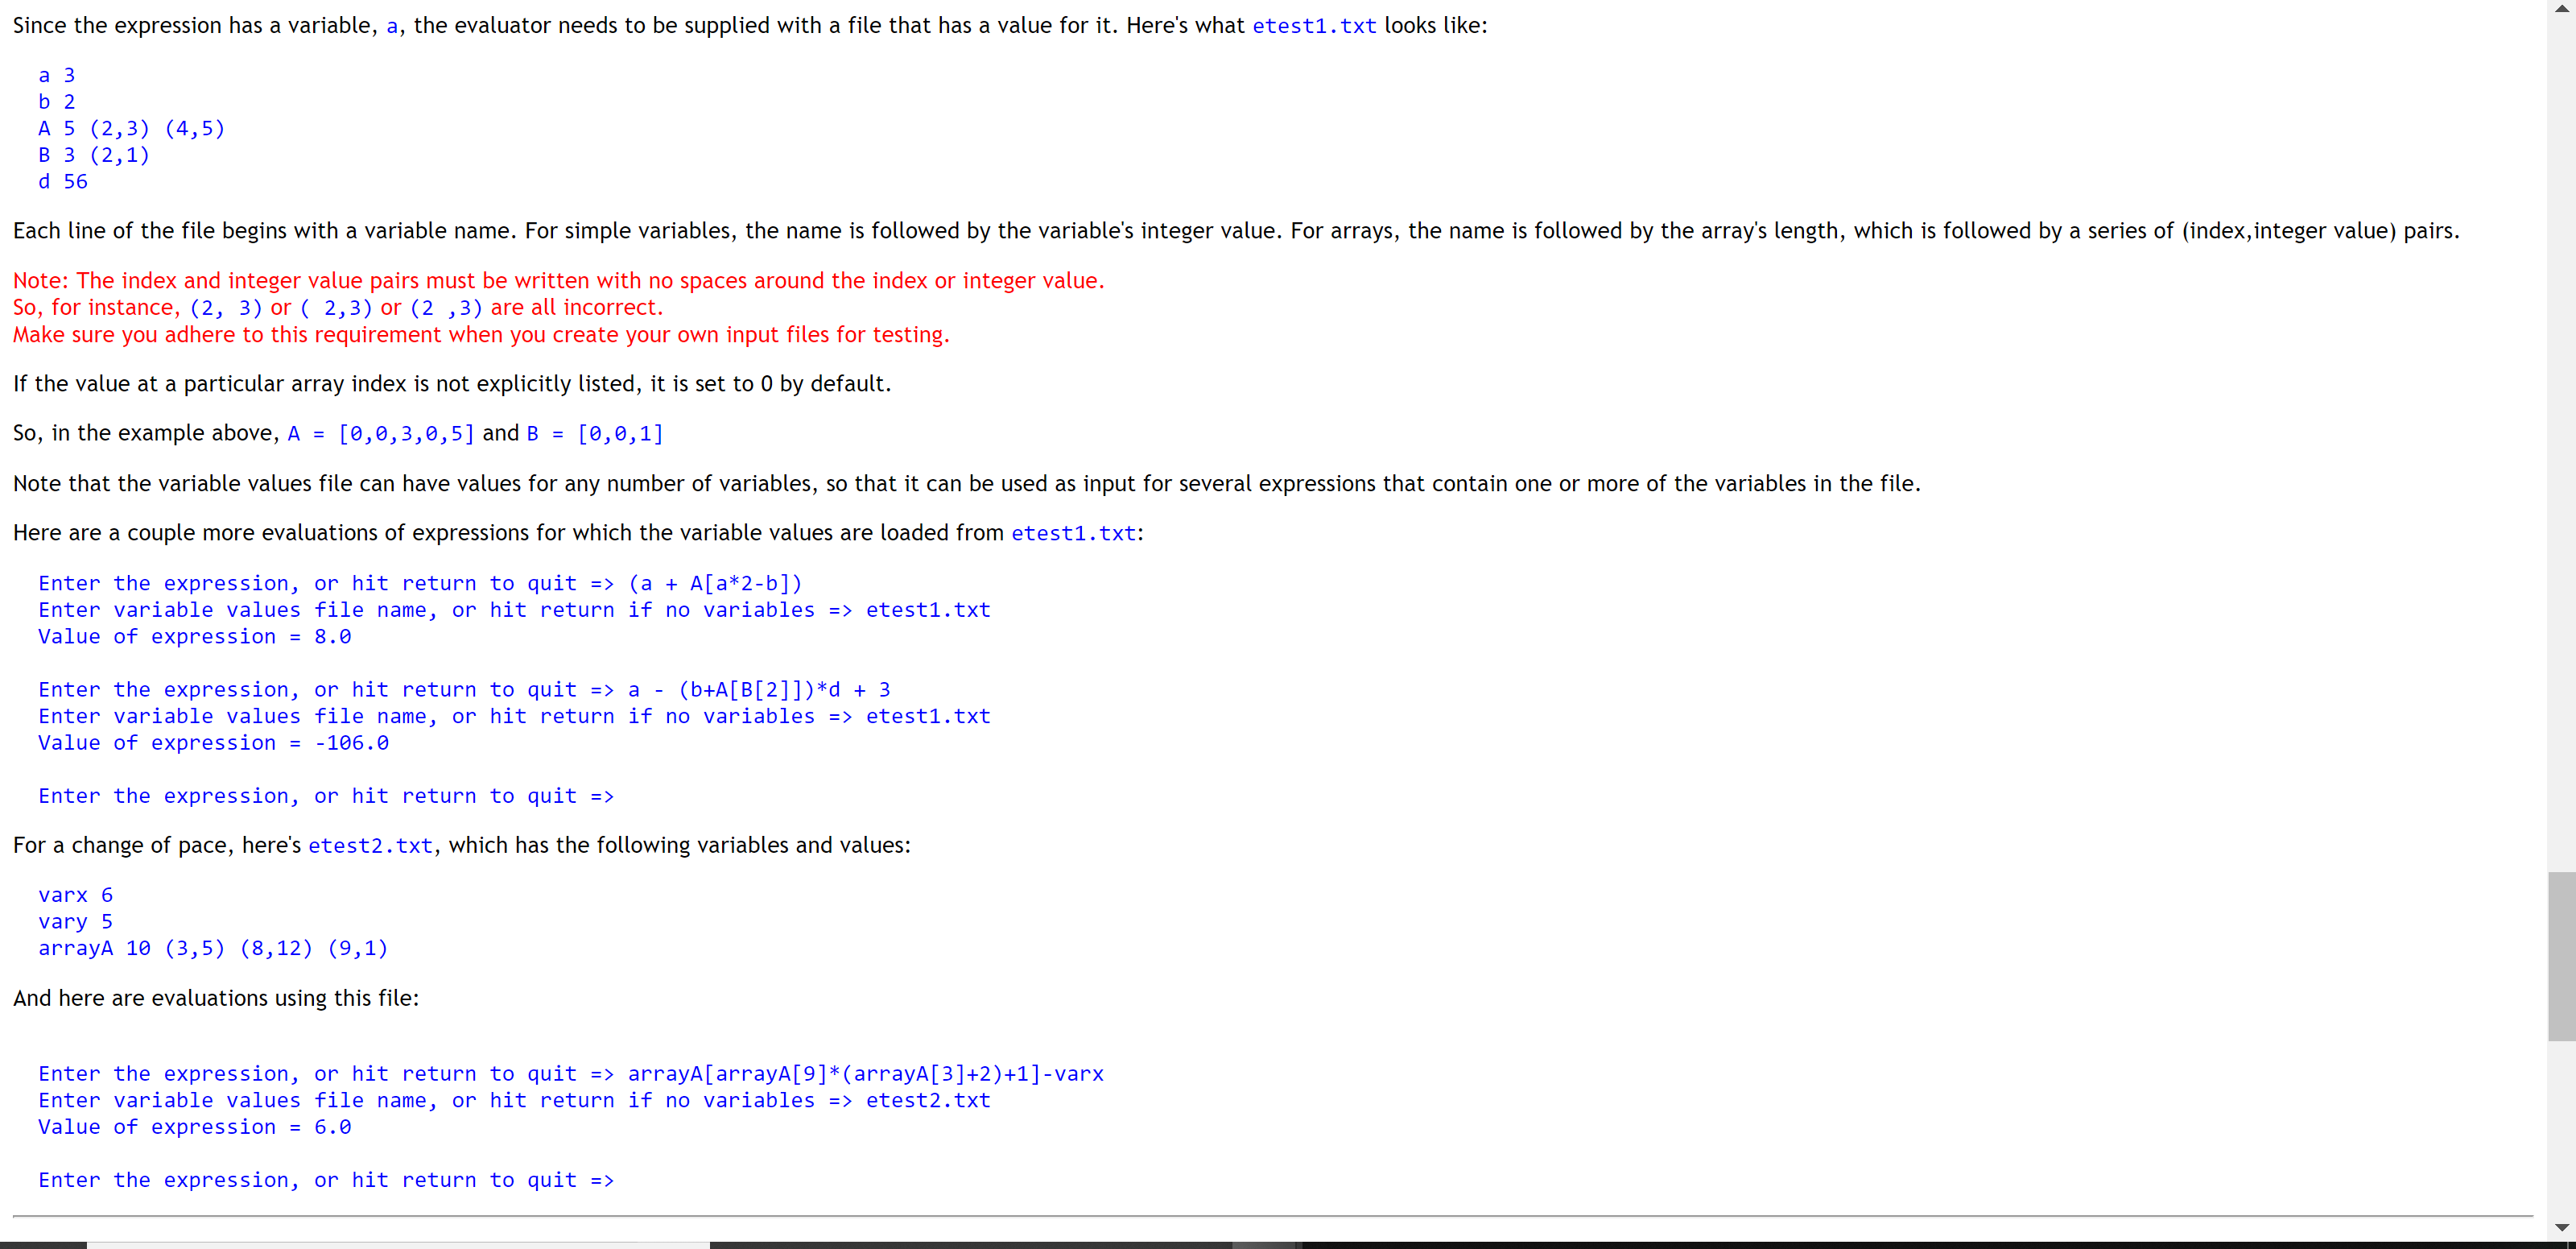 Since the expression has a variable, a, the evaluator needs to be supplied with a file that has a value for it. Here's what etest1.txt looks like:
a 3
b 2
A 5 (2,3) (4,5)
B 3 (2,1)
d 56
Each line of the file begins with a variable name. For simple variables, the name is followed by the variable's integer value. For arrays, the name is followed by the array's length, which is followed by a series of (index,integer value) pairs.
Note: The index and integer value pairs must be written with no spaces around the index or integer value.
So, for instance, (2, 3) or ( 2,3) or (2 ,3) are all incorrect.
Make sure you adhere to this requirement when you create your own input files for testing.
If the value at a particular array index is not explicitly listed, it is set to 0 by default.
So, in the example above, A = [0,0,3,0,5] and B = [0,0,1]
Note that the variable values file can have values for any number of variables, so that it can be used as input for several expressions that contain one or more of the variables in the file.
Here are a couple more evaluations of expressions for which the variable values are loaded from etest1.txt:
Enter the expression, or hit return to quit => (a + A[a*2-b])
Enter variable values file name, or hit return if no variables => etest1.txt
Value of expression = 8.0
Enter the expression, or hit return to quit => a - (b+A[B[2]])*d + 3
Enter variable values file name, or hit return if no variables => etest1.txt
Value of expression = -106.0
Enter the expression, or hit return to quit =>
For a change of pace, here's etest2.txt, which has the following variables and values:
varx 6
vary 5
arrayA 10 (3,5) (8,12) (9,1)
And here are evaluations using this file:
Enter the expression, or hit return to quit => arrayA[arrayA[9]*(arrayA[3]+2)+1]-varx
Enter variable values file name, or hit return if no variables => etest2.txt
Value of expression = 6.0
Enter the expression, or hit return to quit =>